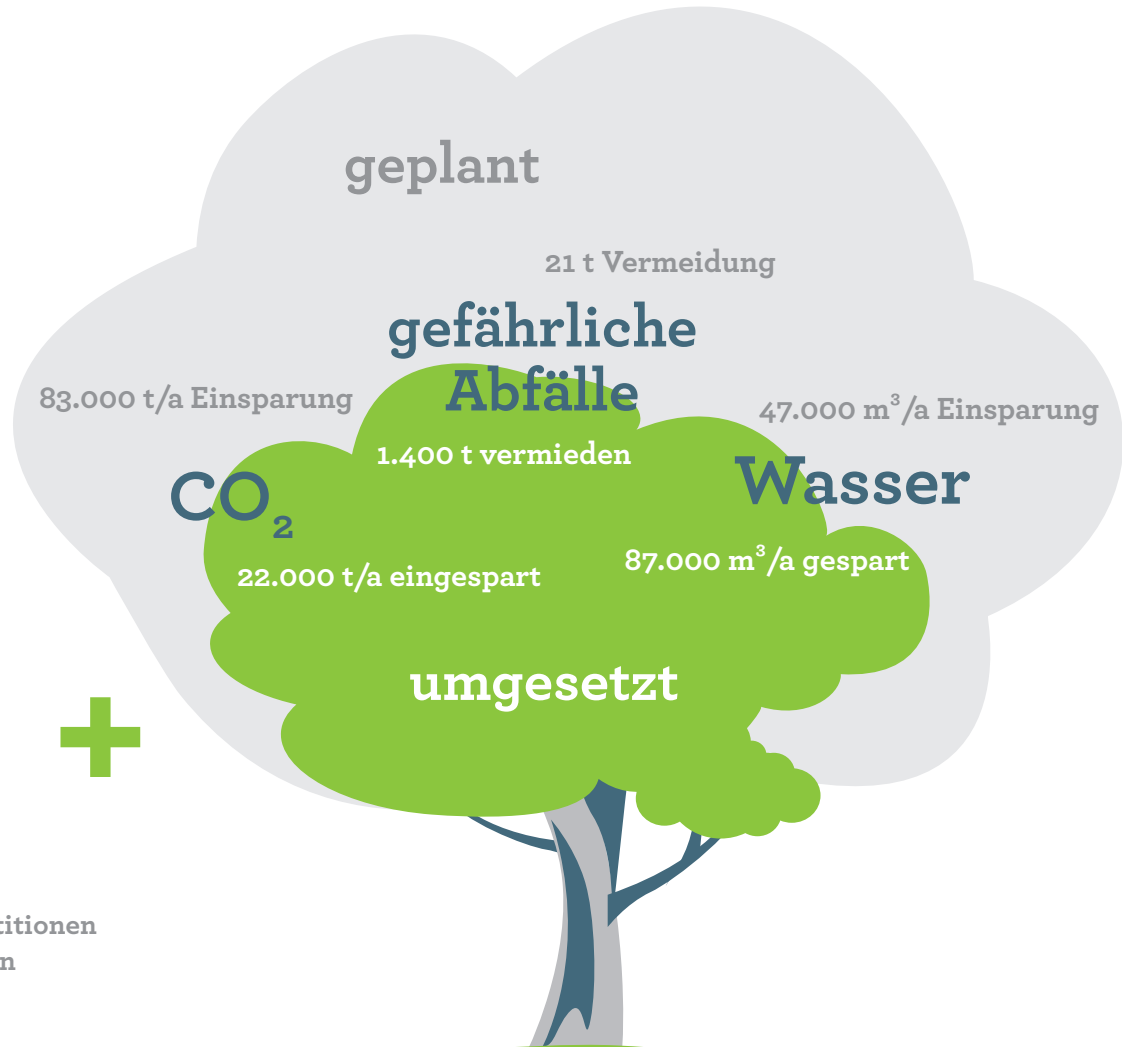 geplant
21 t Vermeidung
gefährliche
Abfälle
83.000 t/a Einsparung
47.000 m³/a Einsparung
1.400 t vermieden
CO₂
Wasser
22.000 t/a eingespart
87.000 m³/a gespart
umgesetzt
+